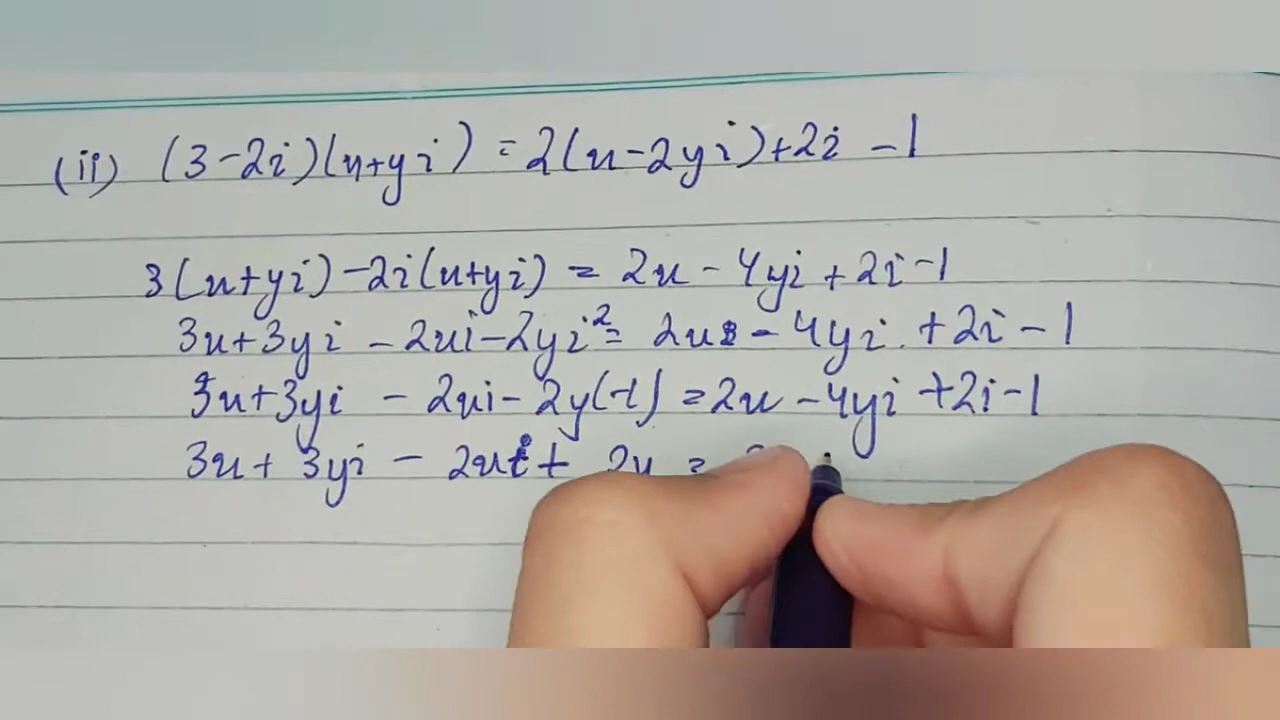 (ii) (3-2i)(x+yi) = 2(x-2yi)+2i -1
3(x+yi)-2i(x+yi) = 2x - 4yi + 2i-1
3x+3yi - 2xi-2yi²= 2x - 4yi + 2i - 1
3x+3yi - 2xi- 2y(-1) =2x - 4yi +2i-1
3x + 3yi - 2xi + 2y =